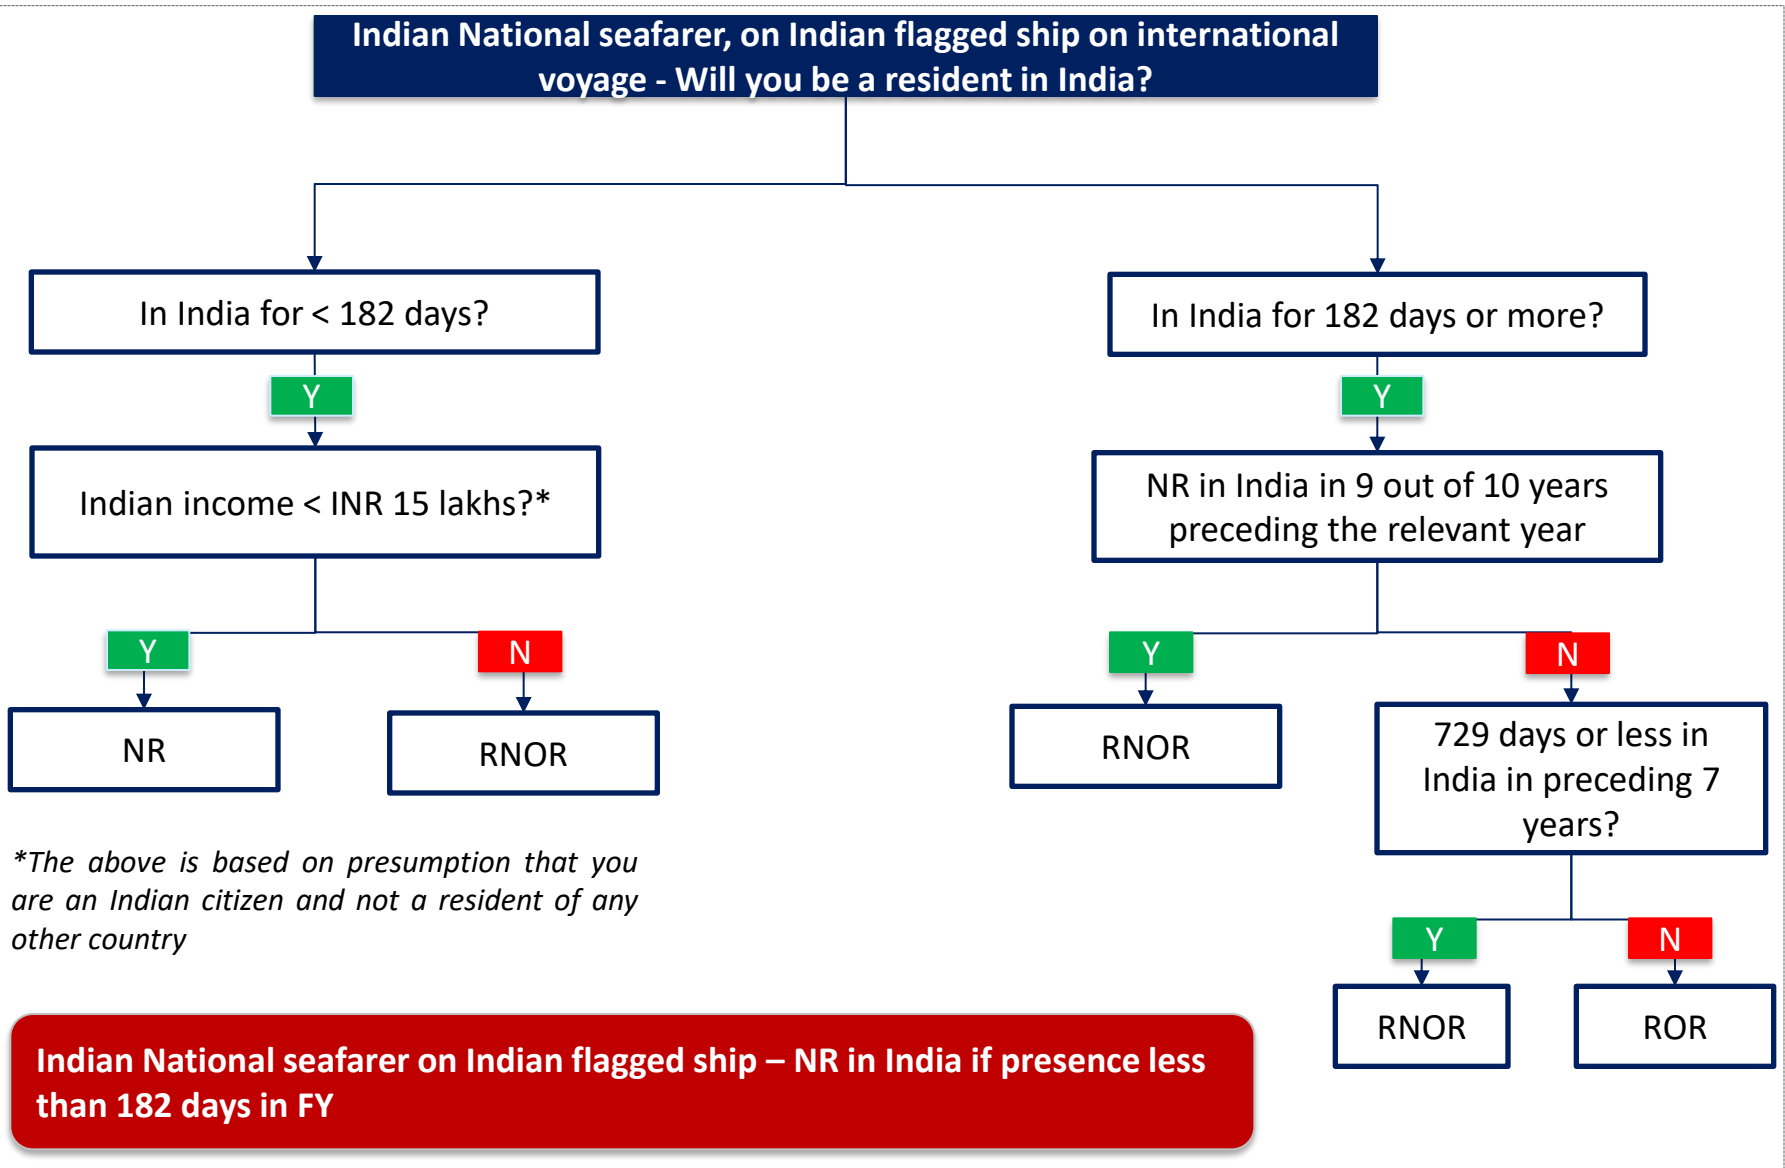 Indian National seafarer, on Indian flagged ship on international
voyage - Will you be a resident in India?
In India for < 182 days?
Y
Indian income < INR 15 lakhs?*
Y
N
NR
RNOR
*The above is based on presumption that you
are an Indian citizen and not a resident of any
other country
In India for 182 days or more?
Y
NR in India in 9 out of 10 years
preceding the relevant year
Y
N
RNOR
729 days or less in
India in preceding 7
years?
Y
N
RNOR
ROR
Indian National seafarer on Indian flagged ship – NR in India if presence less
than 182 days in FY